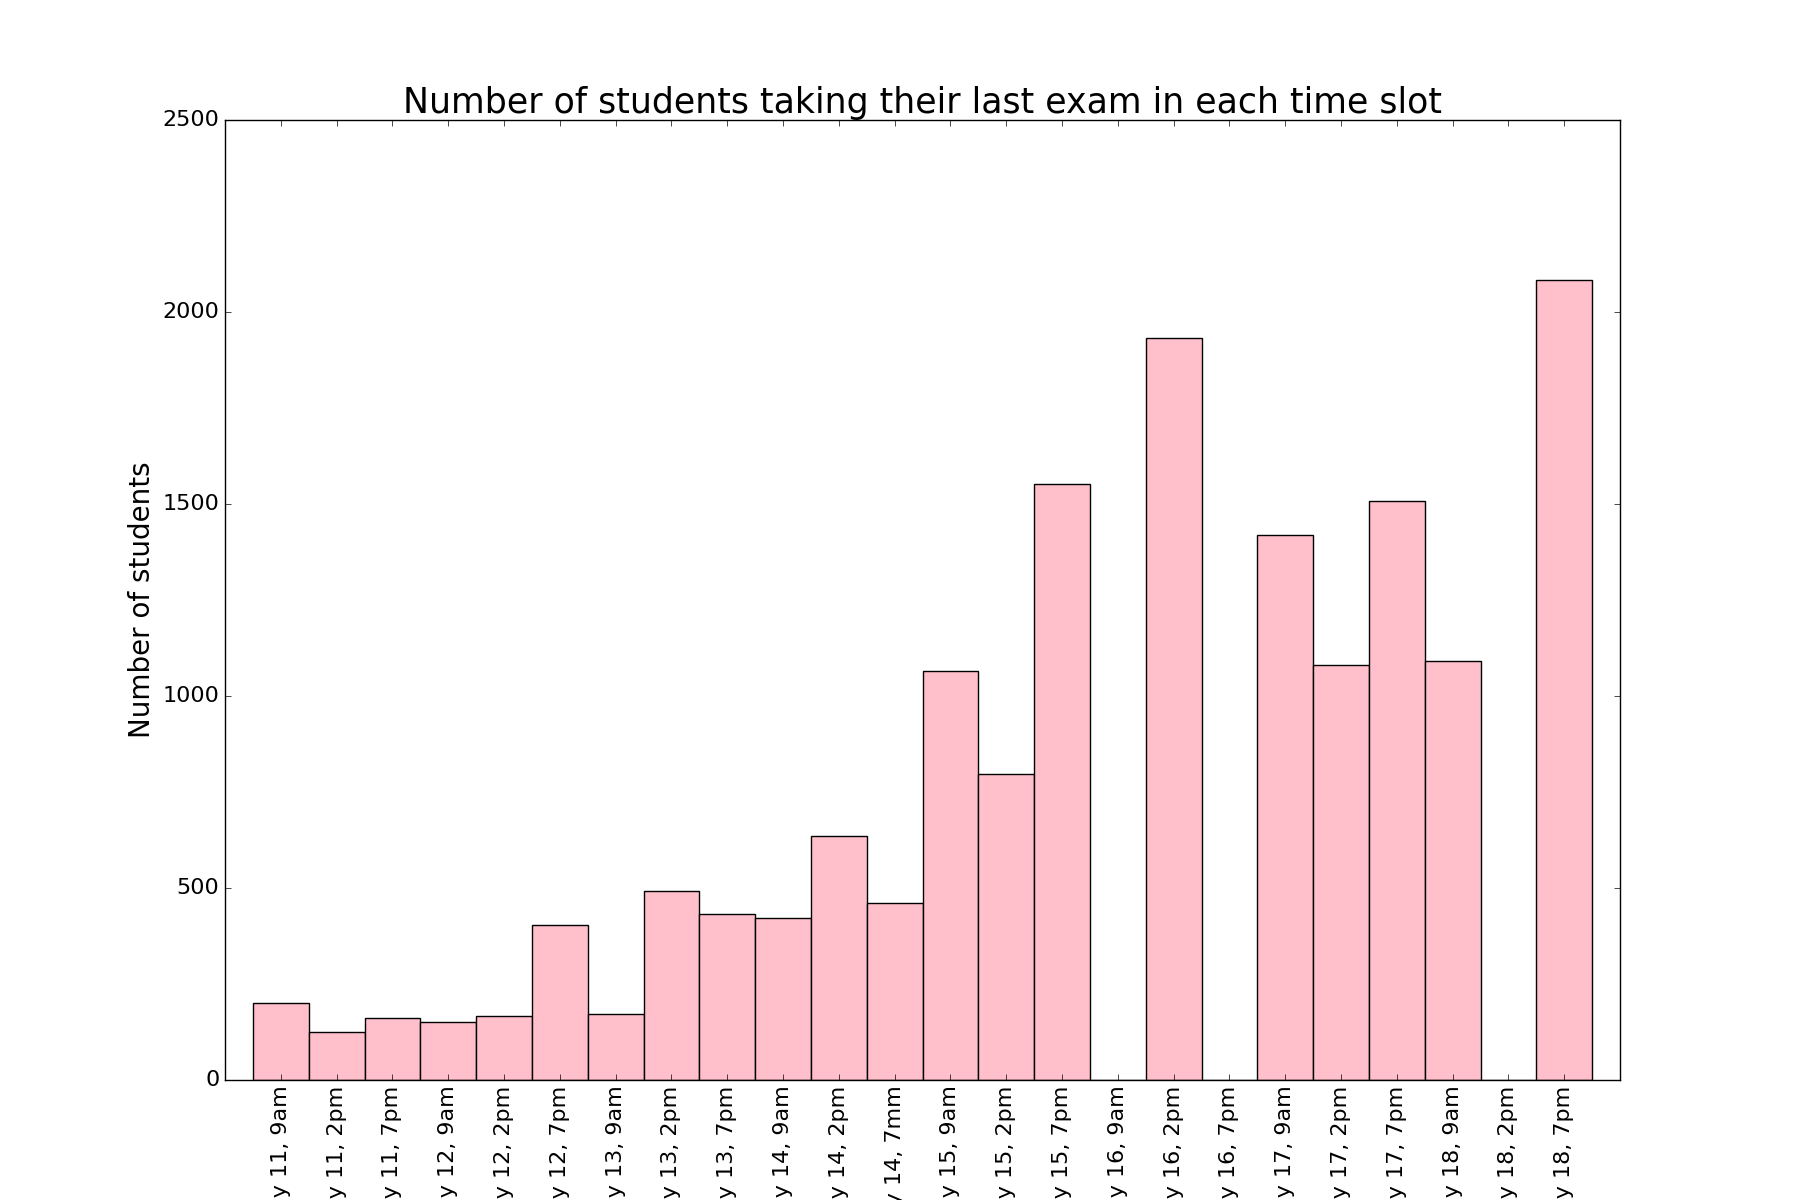 Number of students taking their last exam in each time slot
Number of students
2500
2000
1500
1000
500
0
y 11, 9am
y 11, 2pm
y 11, 7pm
y 12, 9am
y 12, 2pm
y 12, 7pm
y 13, 9am
y 13, 2pm
y 13, 7pm
y 14, 9am
y 14, 2pm
y 14, 7mm
y 15, 9am
y 15, 2pm
y 15, 7pm
y 16, 9am
y 16, 2pm
y 16, 7pm
y 17, 9am
y 17, 2pm
y 17, 7pm
y 18, 9am
y 18, 2pm
y 18, 7pm